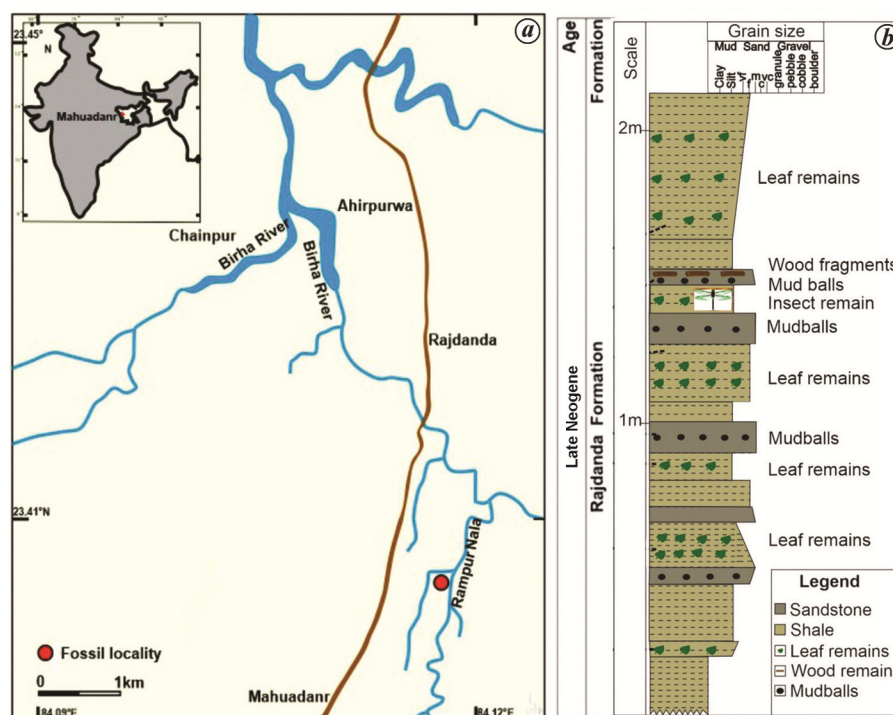 a
23.45°
N
Mahuadanr
Ahirpurwa
Chainpur
Birha River
Birha River
Rajdanda
23.41°N
Rampur Nala
Fossil locality
0 1km
Mahuadanr
84.09°E
84.12°E
b
Age
Formation
Scale
Grain size
Mud Sand Gravel
Clay
Silt
vf
f
m
c
vc
granule
pebble
cobble
boulder
Late Neogene
Rajdanda Formation
2m
1m
Leaf remains
Wood fragments
Mud balls
Insect remain
Mudballs
Leaf remains
Mudballs
Leaf remains
Leaf remains
Legend
Sandstone
Shale
Leaf remains
Wood remain
Mudballs